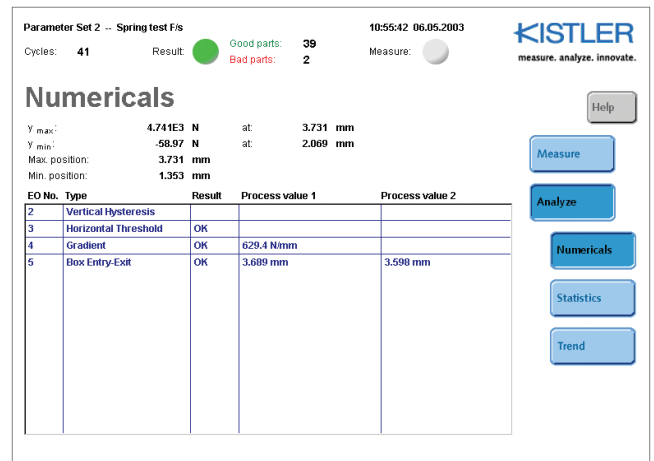 Parameter Set 2 -- Spring test F/s
10:55:42 06.05.2003
KISTLER
measure. analyze. innovate.
Cycles: 41 Result: Good parts: 39 Measure:
Bad parts: 2
Numericals
Help
y max: 4.741E3 N at: 3.731 mm
y min: -58.97 N at: 2.069 mm
Max. position: 3.731 mm
Min. position: 1.353 mm
Measure
EO No. Type Result Process value 1 Process value 2
2 Vertical Hysteresis
3 Horizontal Threshold OK
4 Gradient OK 629.4 N/mm
5 Box Entry-Exit OK 3.689 mm 3.598 mm
Analyze
Numericals
Statistics
Trend